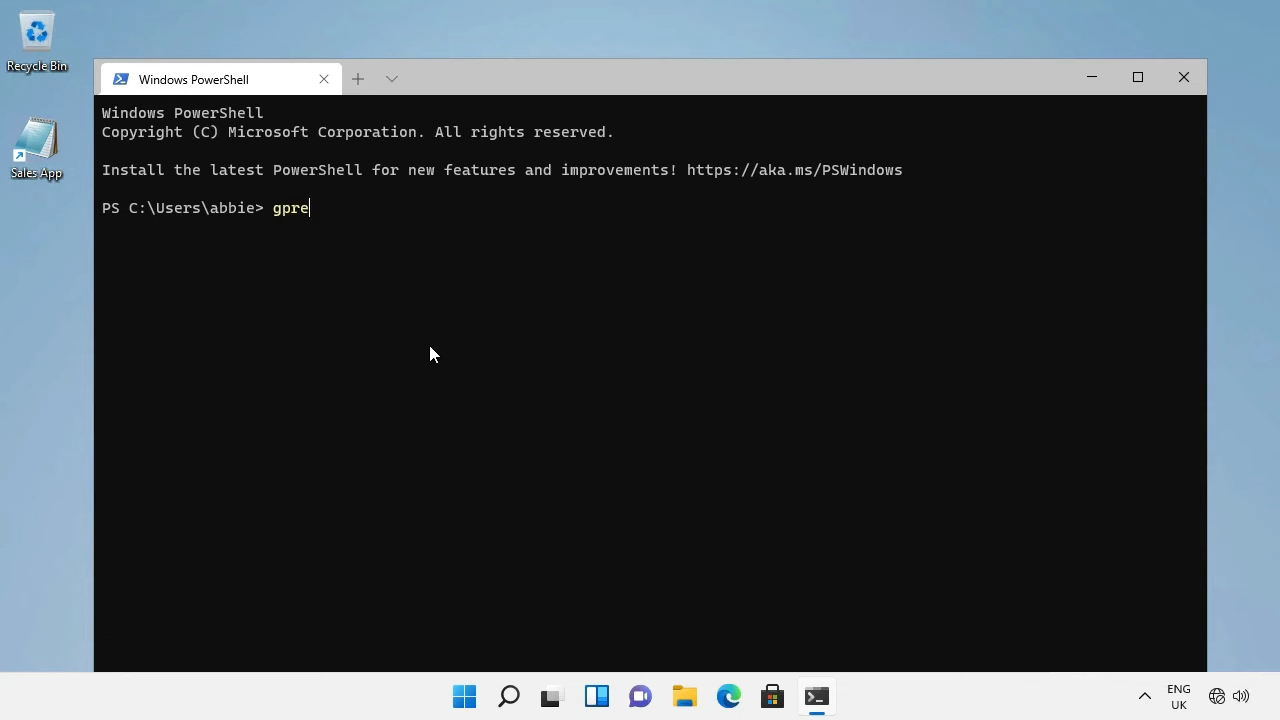 Recycle Bin
Sales App
Windows PowerShell
Windows PowerShell
Copyright (C) Microsoft Corporation. All rights reserved.
Install the latest PowerShell for new features and improvements! https://aka.ms/PSWindows
PS C:\Users\abbie> gpre
ENG
UK